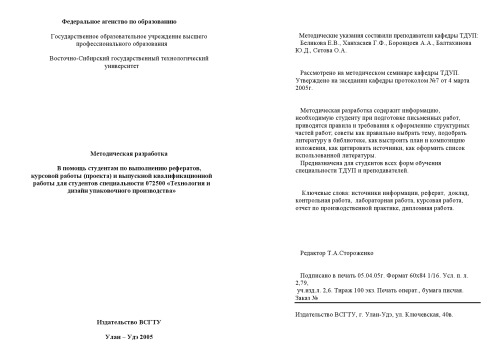 Федеральное агенство по образованию
Государственное образовательное учреждение высшего
профессионального образования
Восточно-Сибирский государственный технологический
университет
Методическая разработка
В помощь студентам по выполнению рефератов,
курсовой работы (проекта) и выпускной квалификационной
работы для студентов специальности 072500 «Технология и
дизайн упаковочного производства»
Издательство ВСГТУ
Улан – Удэ 2005
Методические указания составили преподаватели кафедры ТДУП:
Беликова Е.В., Ханхасаев Г.Ф., Боронцоев А.А., Балтахинова
Ю.Д., Сетова О.А.
Рассмотрено на методическом семинаре кафедры ТДУП.
Утверждено на заседании кафедры протоколом №7 от 4 марта
2005г.
Методическая разработка содержит информацию,
необходимую студенту при подготовке письменных работ,
приводятся правила и требования к оформлению структурных
частей работ, советы как правильно выбрать тему, подобрать
литературу в библиотеке, как выстроить план и композицию
изложения, как цитировать источники, как оформить список
использованной литературы.
Предназначена для студентов всех форм обучения
специальности ТДУП и преподавателей.
Ключевые слова: источники информации, реферат, доклад,
контрольная работа, лабораторная работа, курсовая работа,
отчет по производственной практике, дипломная работа.
Редактор Т.А.Стороженко
Подписано в печать 05.04.05г. Формат 60х84 1/16. Усл. п. л.
2,79,
уч.изд.л. 2,6. Тираж 100 экз. Печать операт., бумага писчая.
Заказ №.
Издательство ВСГТУ, г. Улан-Удэ, ул. Ключевская, 40в.